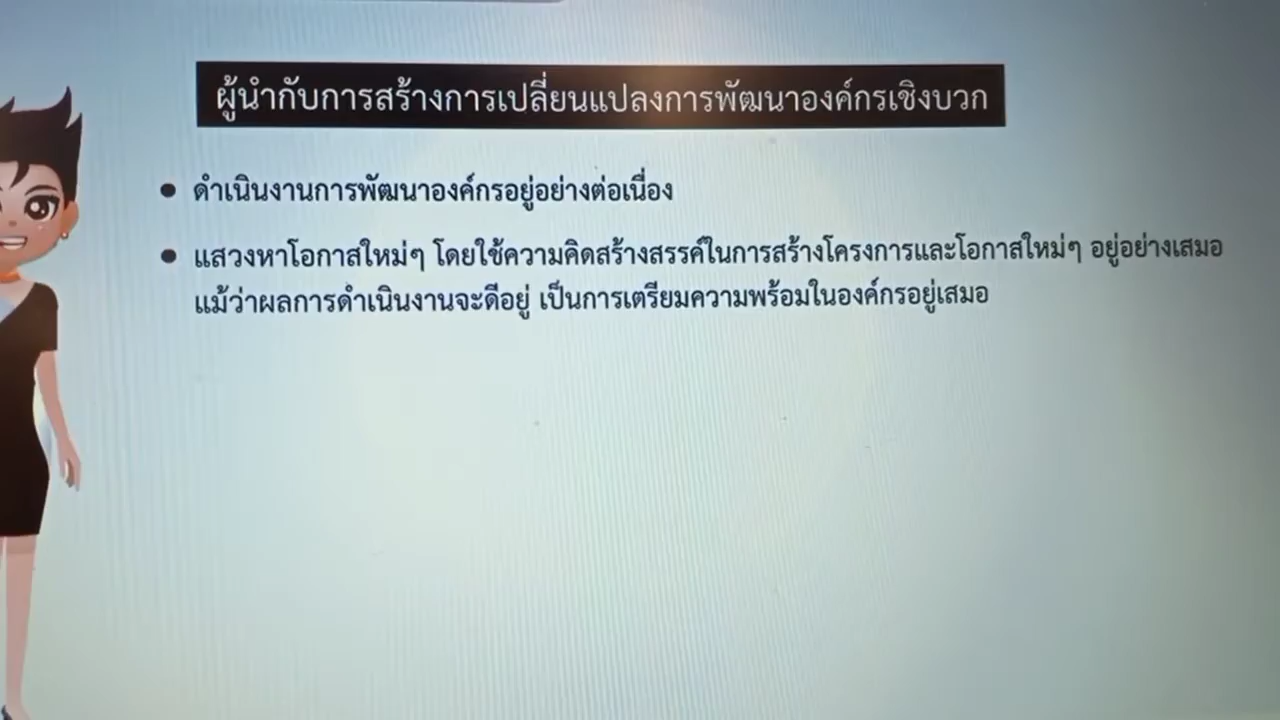 ผู้นำกับการสร้างการเปลี่ยนแปลงการพัฒนาองค์กรเชิงบวก
• ดำเนินงานการพัฒนาองค์กรอยู่อย่างต่อเนื่อง
• แสวงหาโอกาสใหม่ๆ โดยใช้ความคิดสร้างสรรค์ในการสร้างโครงการและโอกาสใหม่ๆ อยู่อย่างเสมอ
แม้ว่าผลการดำเนินงานจะดีอยู่ เป็นการเตรียมความพร้อมในองค์กรอยู่เสมอ